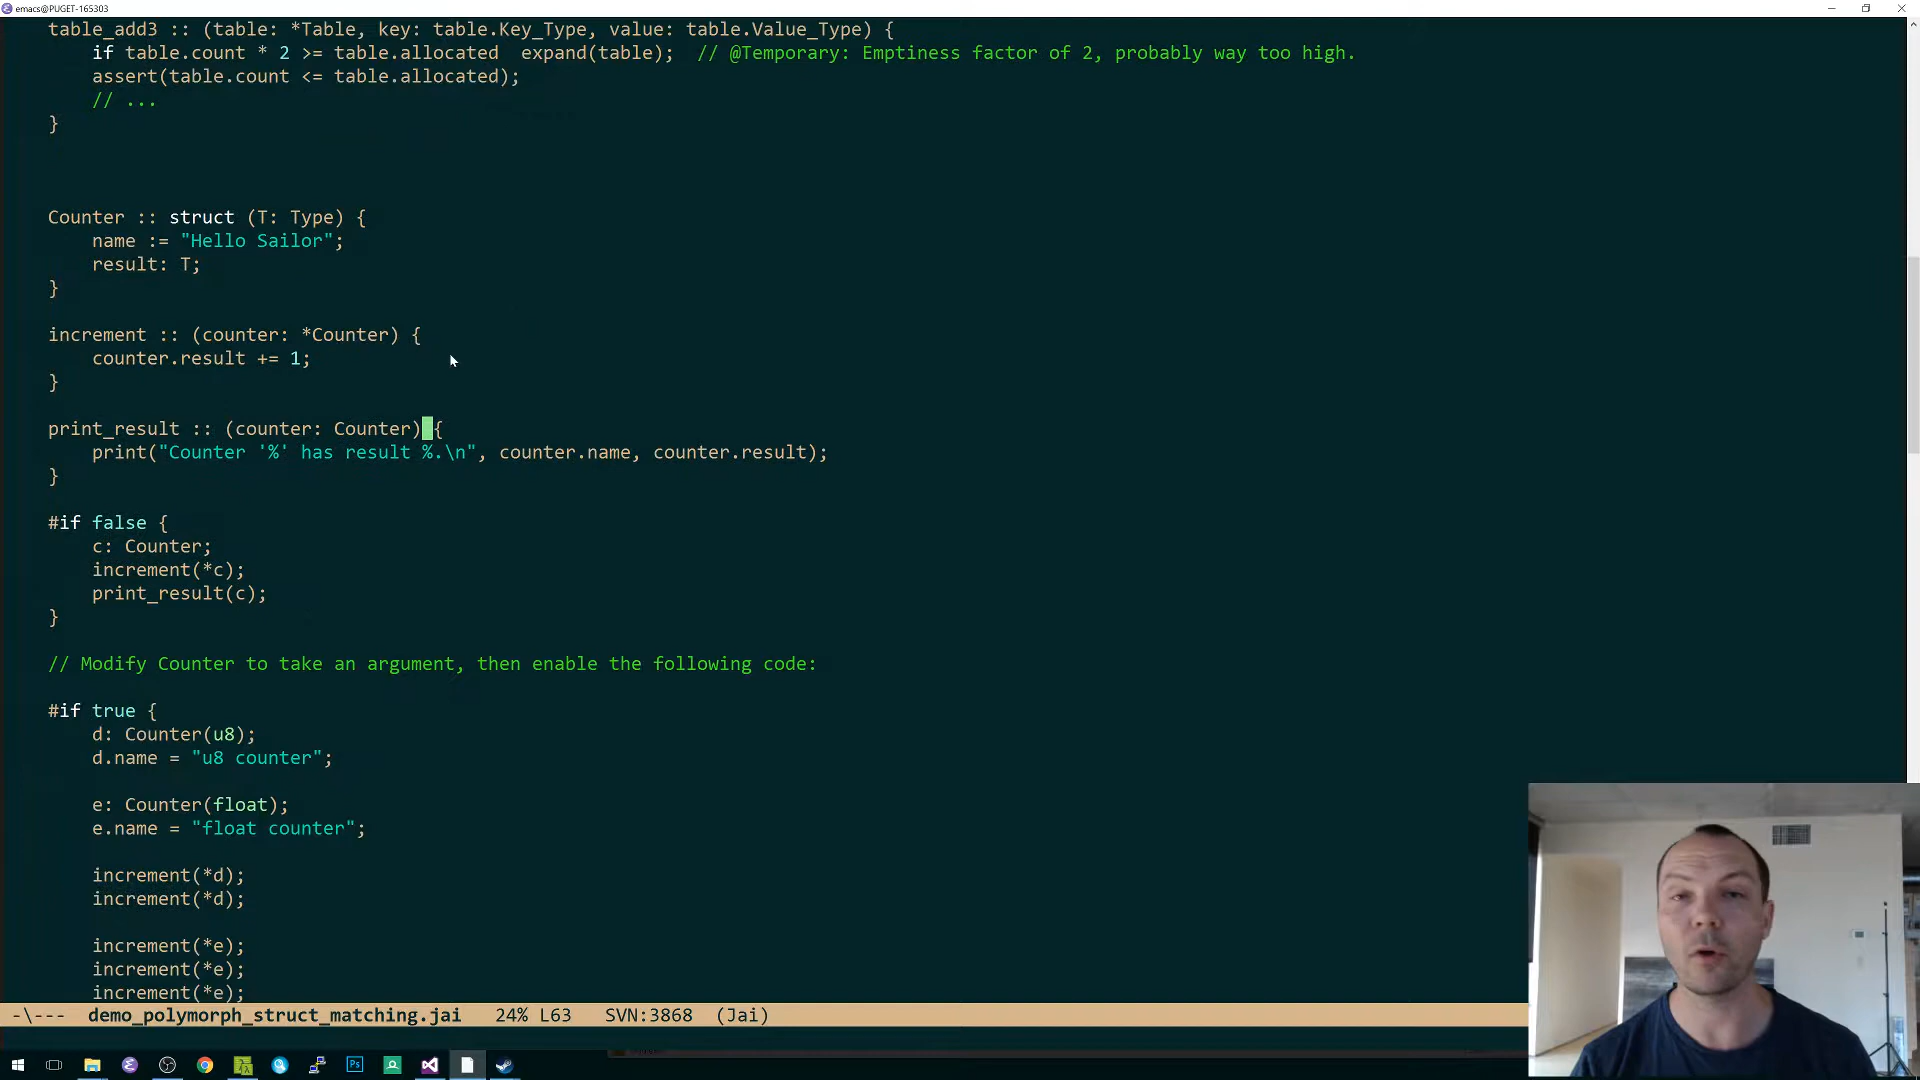 emacs@PUGET-165303
table_add3 :: (table: *Table, key: table.Key_Type, value: table.Value_Type) {
if table.count * 2 >= table.allocated  expand(table);  // @Temporary: Emptiness factor of 2, probably way too high.
assert(table.count <= table.allocated);
// ...
}
Counter :: struct (T: Type) {
name := "Hello Sailor";
result: T;
}
increment :: (counter: *Counter) {
counter.result += 1;
}
print_result :: (counter: Counter) {
print("Counter '%' has result %.\n", counter.name, counter.result);
}
#if false {
c: Counter;
increment(*c);
print_result(c);
}
// Modify Counter to take an argument, then enable the following code:
#if true {
d: Counter(u8);
d.name = "u8 counter";
e: Counter(float);
e.name = "float counter";
increment(*d);
increment(*d);
increment(*e);
increment(*e);
increment(*e);
-\---  demo_polymorph_struct_matching.jai   24% L63   SVN:3868  (Jai)
Ps